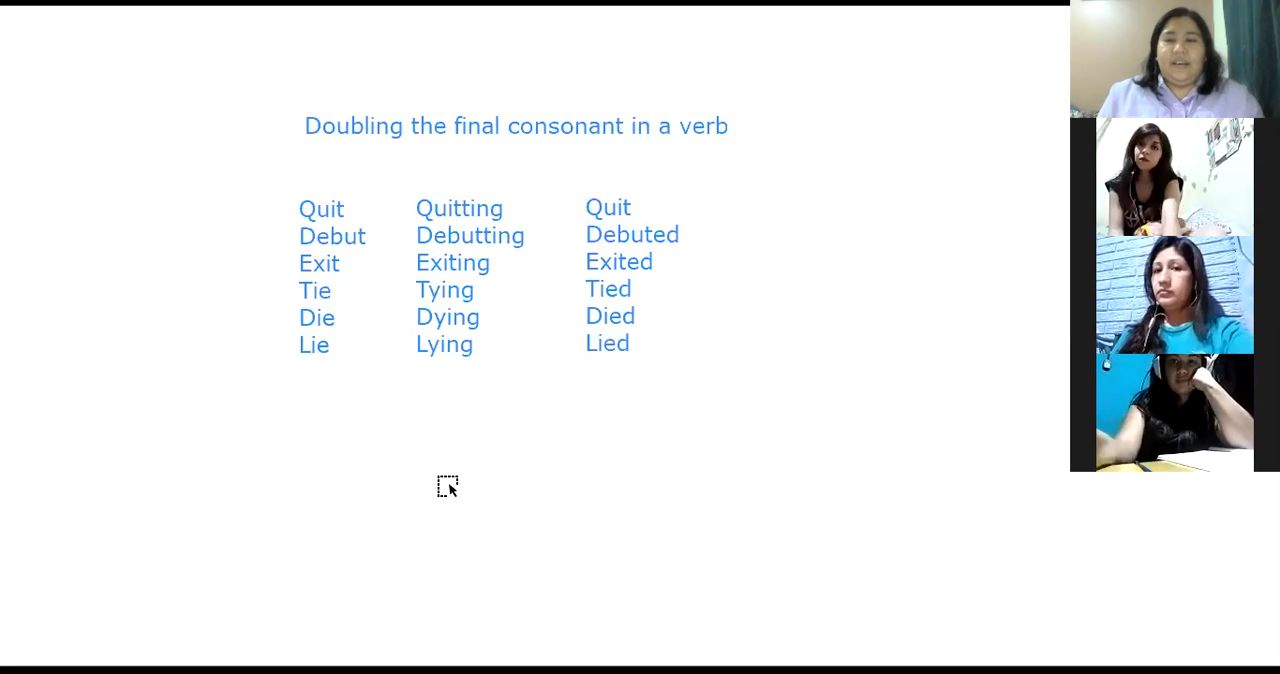 Doubling the final consonant in a verb
Quit Quitting Quit
Debut Debutting Debuted
Exit Exiting Exited
Tie Tying Tied
Die Dying Died
Lie Lying Lied